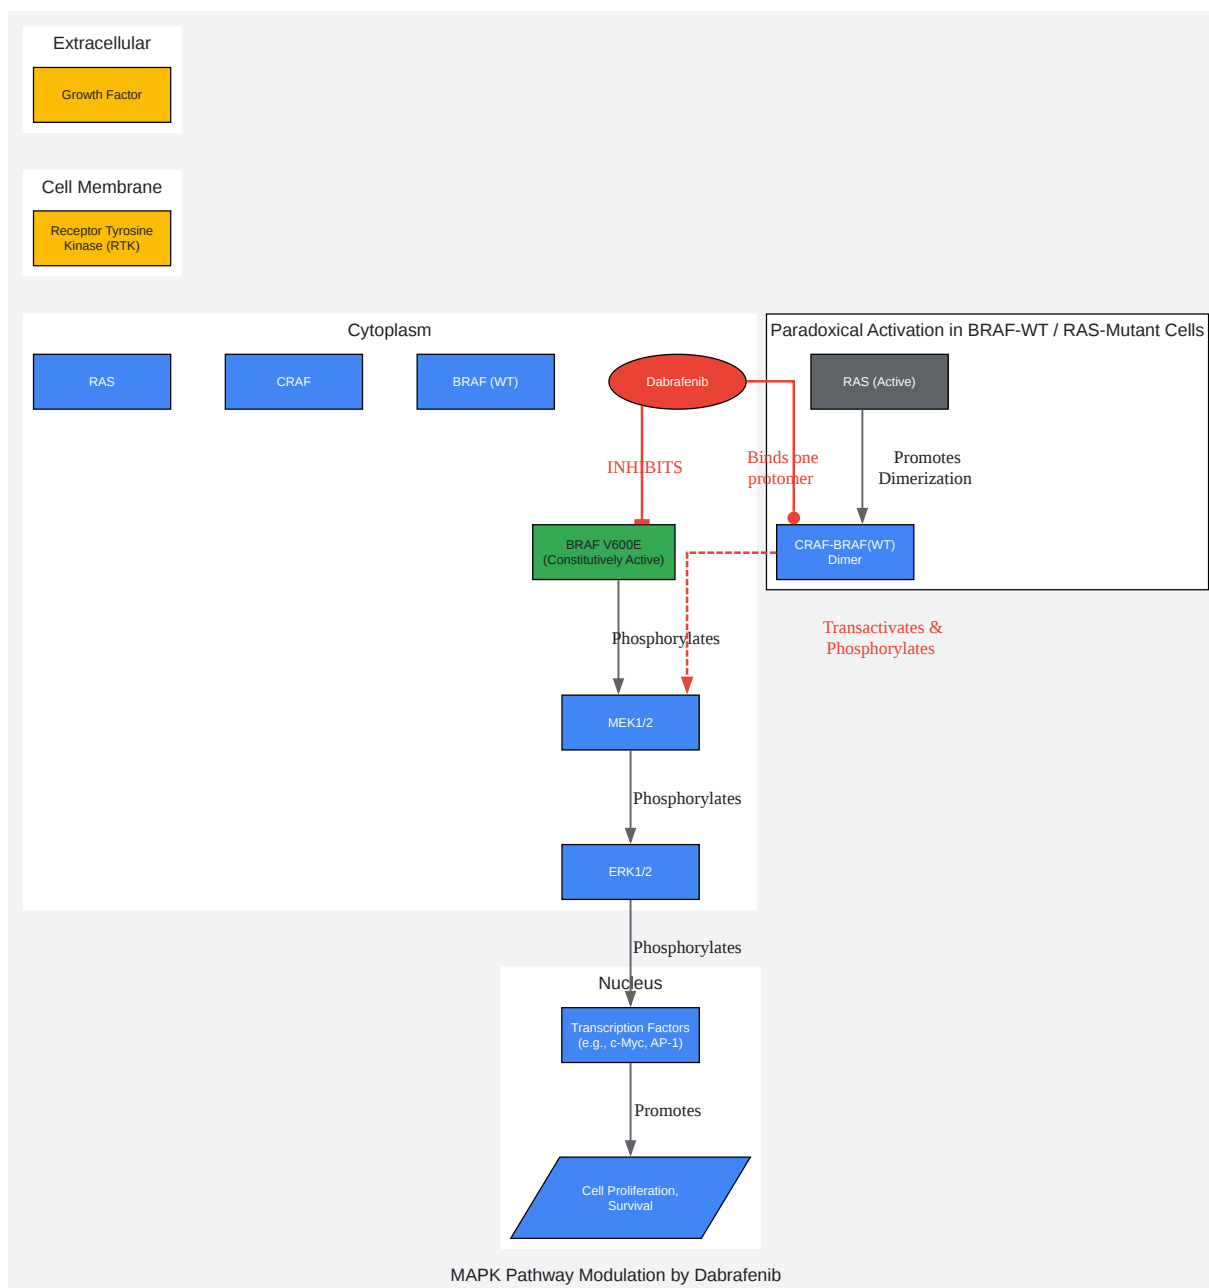 Extracellular
Growth Factor
Cell Membrane
Receptor Tyrosine
Kinase (RTK)
Cytoplasm
Paradoxical Activation in BRAF-WT / RAS-Mutant Cells
RAS
CRAF
BRAF (WT)
Dabrafenib
RAS (Active)
INHIBITS
Binds one
protomer
Promotes
Dimerization
BRAF V600E
(Constitutively Active)
CRAF-BRAF(WT)
Dimer
Phosphorylates
Transactivates &
Phosphorylates
MEK1/2
Phosphorylates
ERK1/2
Phosphorylates
Nucleus
Transcription Factors
(e.g., c-Myc, AP-1)
Promotes
Cell Proliferation,
Survival
MAPK Pathway Modulation by Dabrafenib